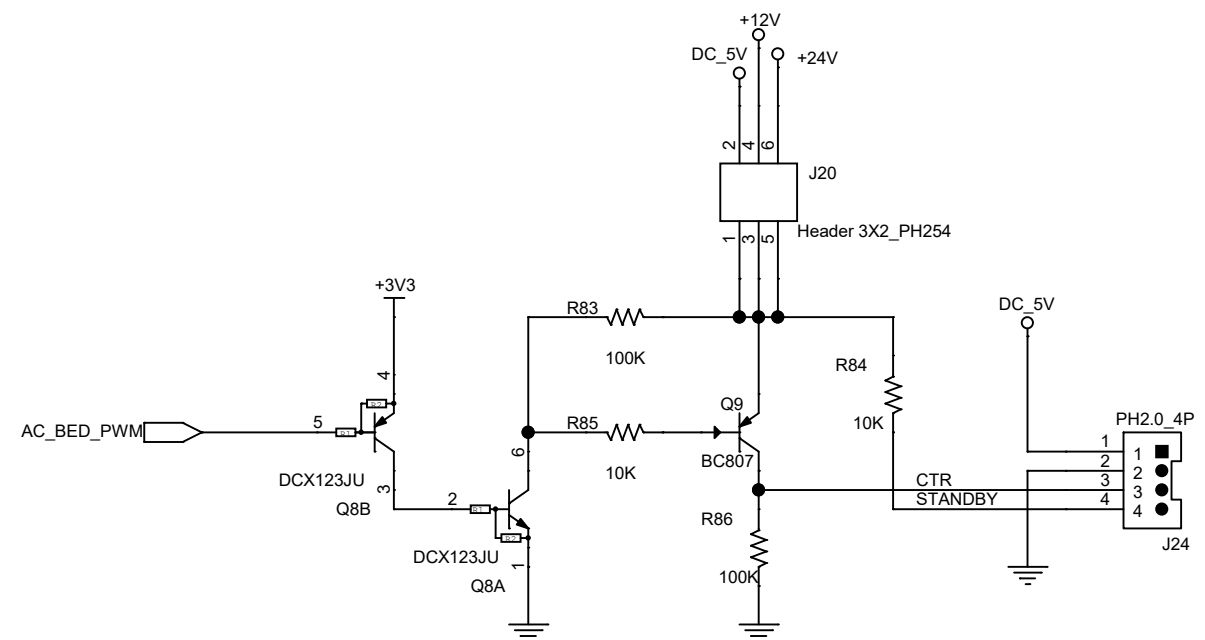 +12V
DC_5V
+24V
2
4
6
J20
1
3
5
Header 3X2_PH254
+3V3
R83
DC_5V
100K
R84
4
R2
Q9
10K
PH2.0_4P
AC_BED_PWM
5
R1
R85
1
1
6
BC807
2
2
DCX123JU
10K
CTR
3
3
3
Q8B
2
R1
STANDBY
4
4
R86
R2
J24
DCX123JU
1
100K
Q8A